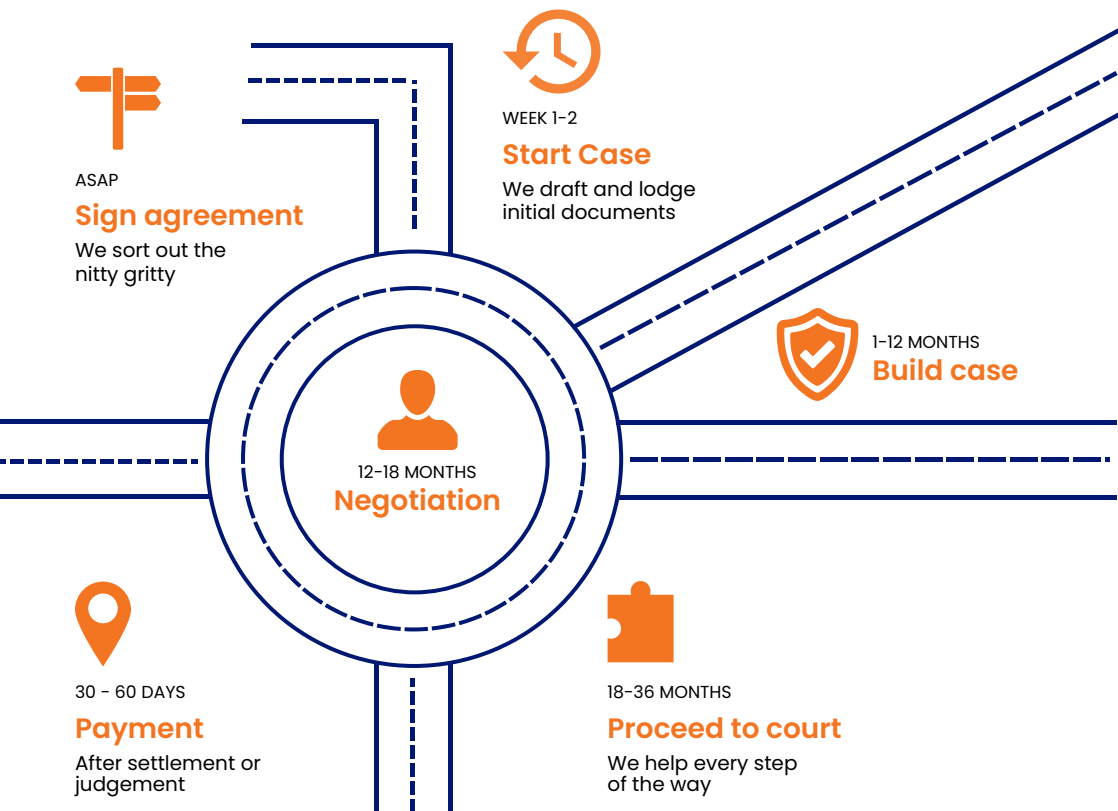 ASAP
Sign agreement
We sort out the
nitty gritty
WEEK 1-2
Start Case
We draft and lodge
initial documents
1-12 MONTHS
Build case
12-18 MONTHS
Negotiation
30 - 60 DAYS
Payment
After settlement or
judgement
18-36 MONTHS
Proceed to court
We help every step
of the way